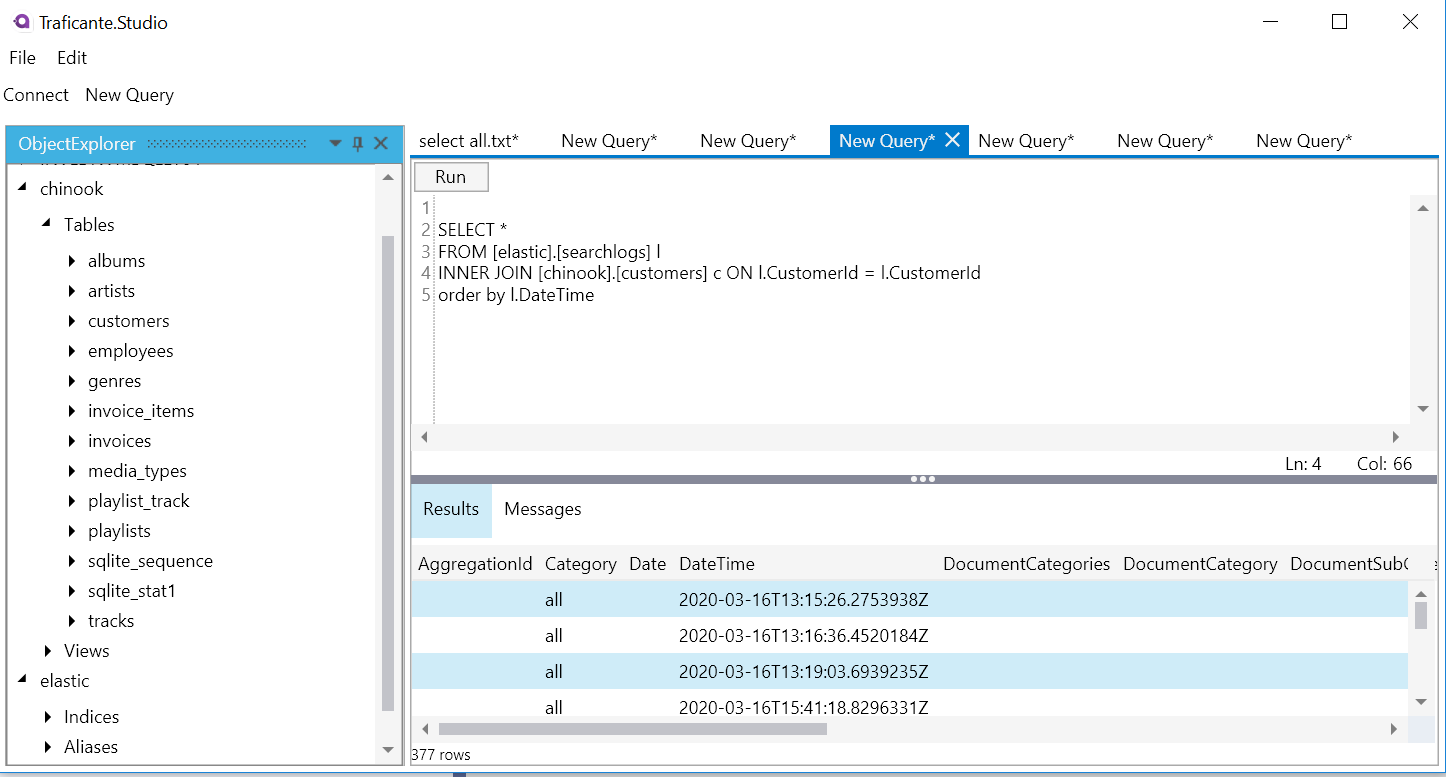 Traficante.Studio
File Edit
Connect New Query
ObjectExplorer
chinook
Tables
albums
artists
customers
employees
genres
invoice_items
invoices
media_types
playlist_track
playlists
sqlite_sequence
sqlite_stat1
tracks
Views
elastic
Indices
Aliases
select all.txt* New Query* New Query* New Query* New Query* New Query* New Query*
Run
1
2 SELECT *
3 FROM [elastic].[searchlogs] l
4 INNER JOIN [chinook].[customers] c ON l.CustomerId = l.CustomerId
5 order by l.DateTime
Ln: 4 Col: 66
Results Messages
AggregationId Category Date DateTime DocumentCategories DocumentCategory DocumentSubC
all 2020-03-16T13:15:26.2753938Z
all 2020-03-16T13:16:36.4520184Z
all 2020-03-16T13:19:03.6939235Z
all 2020-03-16T15:41:18.8296331Z
377 rows